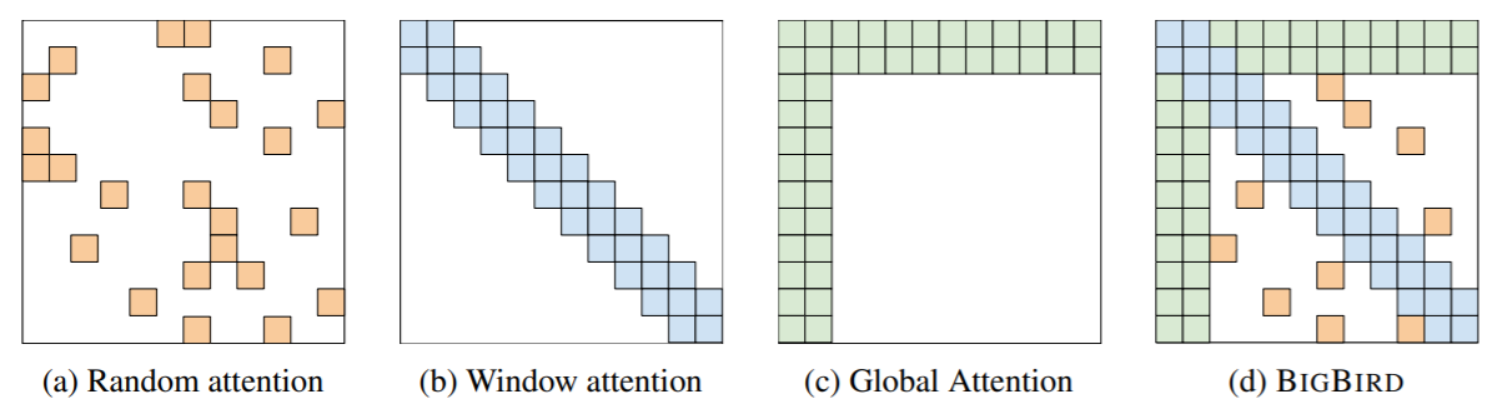 (a) Random attention
(b) Window attention
(c) Global Attention
(d) BIGBIRD